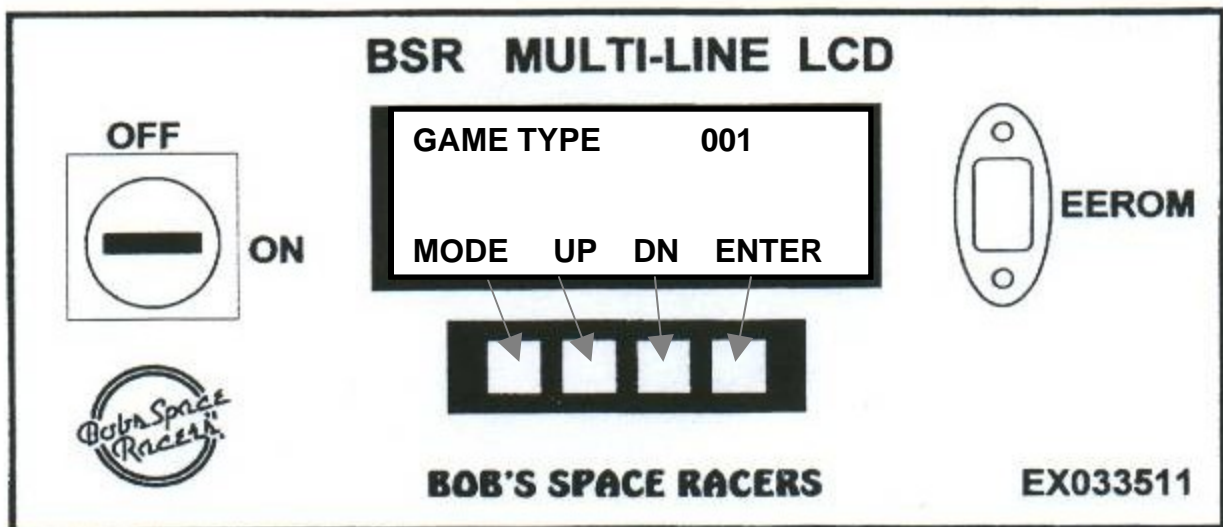 BSR MULTI-LINE LCD
OFF
ON
GAME TYPE 001
MODE UP DN ENTER
EEROM
Bob's Space
Racers
BOB'S SPACE RACERS
EX033511